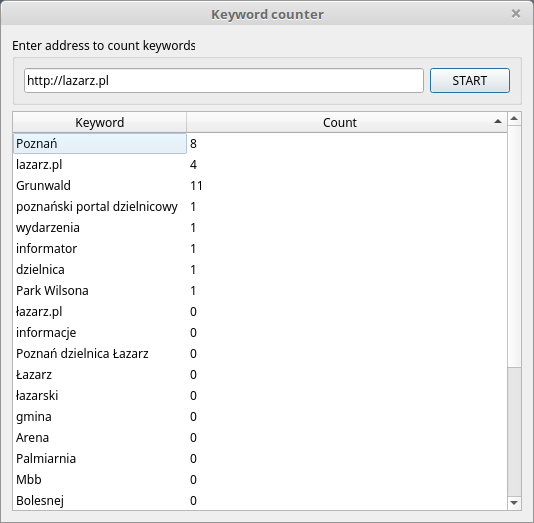 Keyword counter
Enter address to count keywords
http://lazarz.pl START
Keyword Count
Poznań 8
lazarz.pl 4
Grunwald 11
poznański portal dzielnicowy 1
wydarzenia 1
informator 1
dzielnica 1
Park Wilsona 1
łazarz.pl 0
informacje 0
Poznań dzielnica Łazarz 0
Łazarz 0
łazarski 0
gmina 0
Arena 0
Palmiarnia 0
Mbb 0
Bolesnej 0